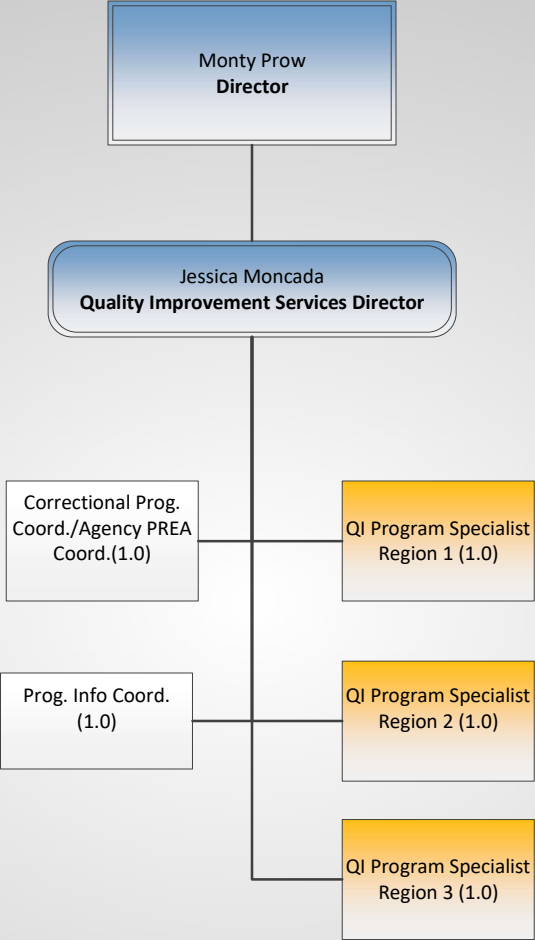 Monty Prow
Director
Jessica Moncada
Quality Improvement Services Director
Correctional Prog.
Coord./Agency PREA
Coord.(1.0)
QI Program Specialist
Region 1 (1.0)
Prog. Info Coord.
(1.0)
QI Program Specialist
Region 2 (1.0)
QI Program Specialist
Region 3 (1.0)